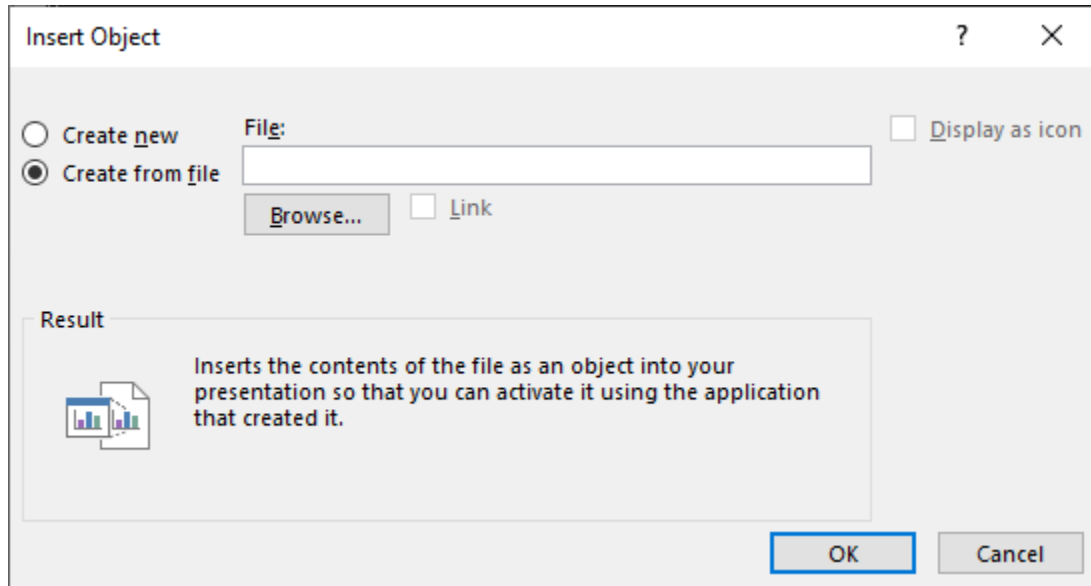 Insert Object
?
Create new
File:
Display as icon
Create from file
Browse...
Link
Result
Inserts the contents of the file as an object into your
presentation so that you can activate it using the application
that created it.
OK
Cancel